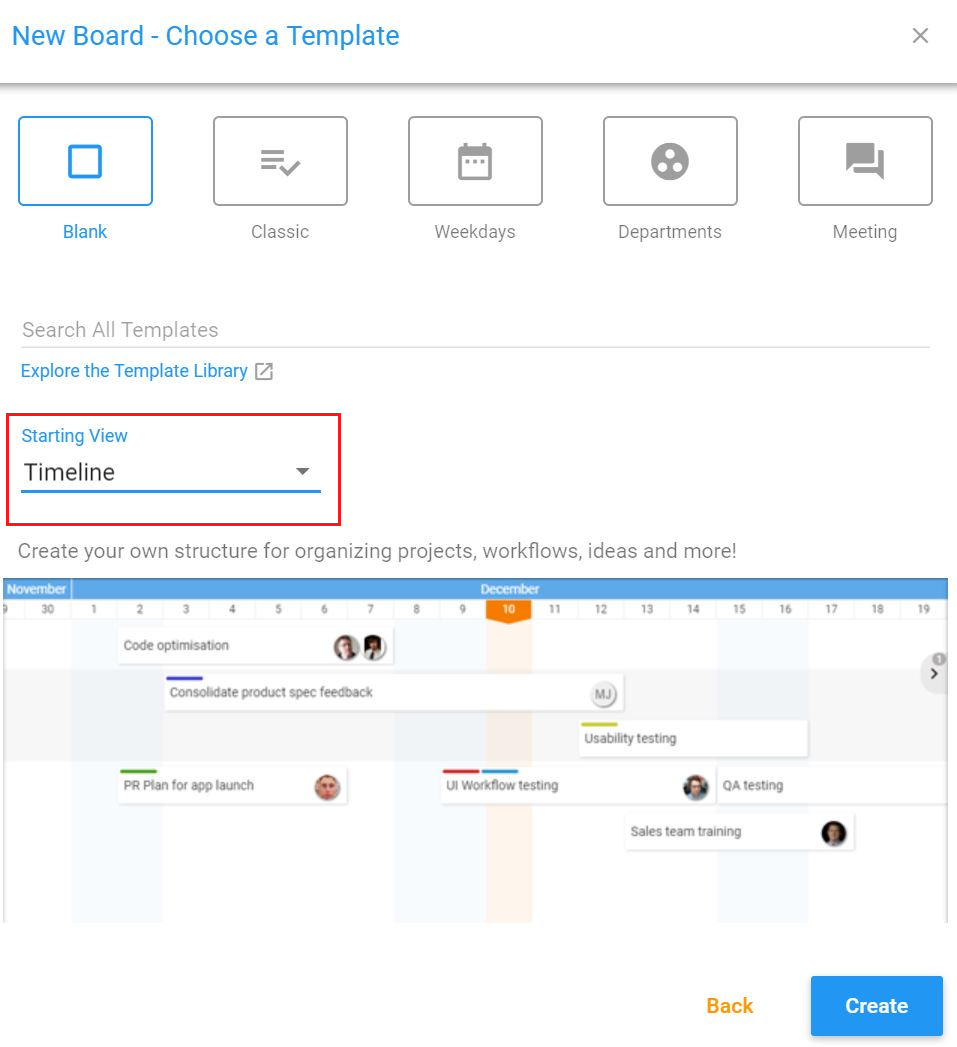 New Board - Choose a Template
Blank
Classic
Weekdays
Departments
Meeting
Search All Templates
Explore the Template Library
Starting View
Timeline
Create your own structure for organizing projects, workflows, ideas and more!
November December
9 30 1 2 3 4 5 6 7 8 9 10 11 12 13 14 15 16 17 18 19
Code optimisation
1
Consolidate product spec feedback MJ
Usability testing
PR Plan for app launch UI Workflow testing QA testing
Sales team training
Back Create